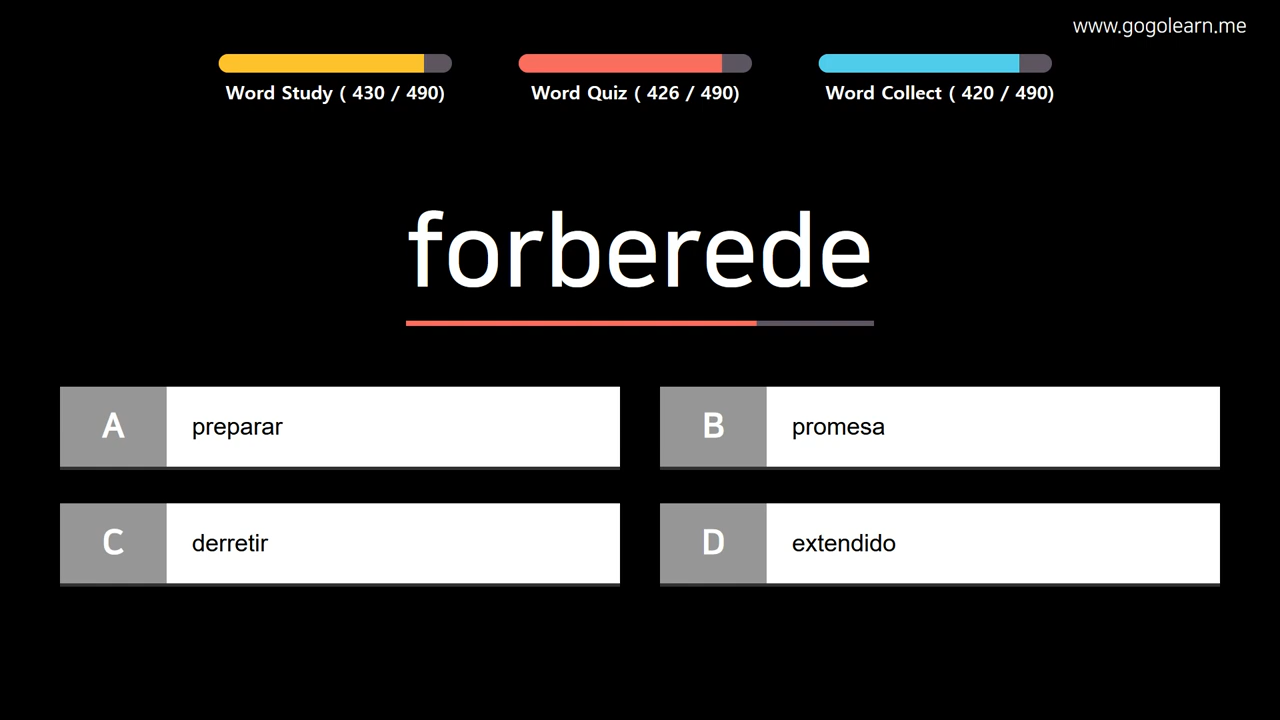 www.gogolearn.me
Word Study ( 430 / 490)
Word Quiz ( 426 / 490)
Word Collect ( 420 / 490)
forberede
A preparar
B promesa
C derretir
D extendido